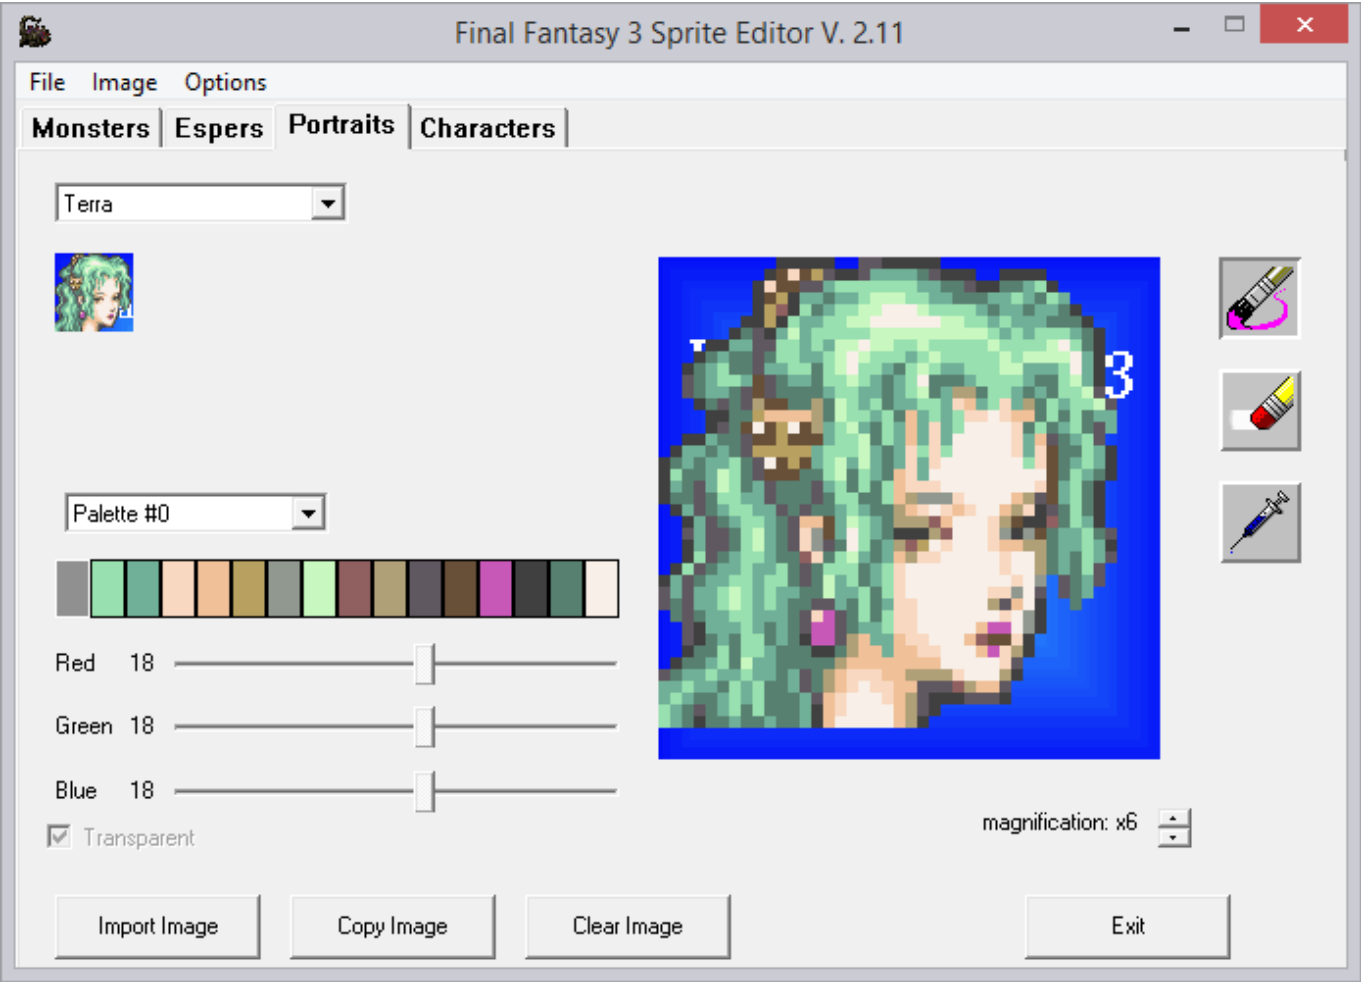 Final Fantasy 3 Sprite Editor V. 2.11
File Image Options
Monsters Espers Portraits Characters
Terra
3
Palette #0
Red 18
Green 18
Blue 18
Transparent
magnification: x6
Import Image Copy Image Clear Image Exit